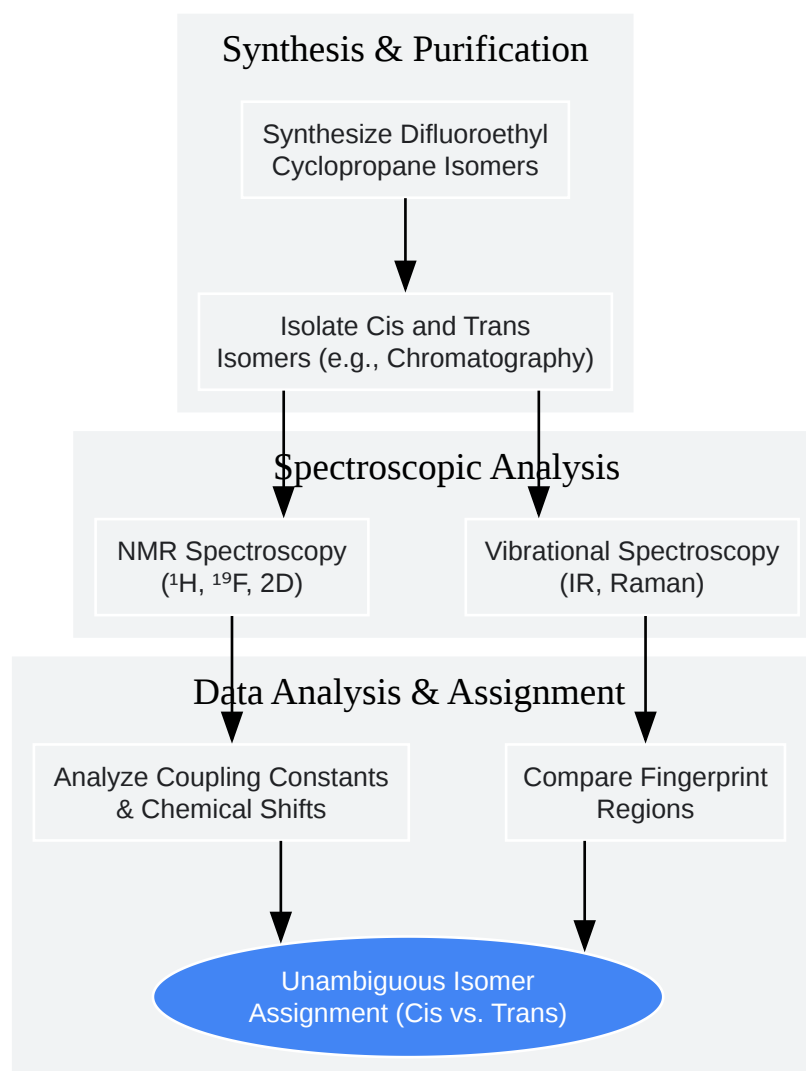 Synthesis & Purification
Synthesize Difluoroethyl
Cyclopropane Isomers
Isolate Cis and Trans
Isomers (e.g., Chromatography)
Spectroscopic Analysis
NMR Spectroscopy
(¹H, ¹⁹F, 2D)
Vibrational Spectroscopy
(IR, Raman)
Data Analysis & Assignment
Analyze Coupling Constants
& Chemical Shifts
Compare Fingerprint
Regions
Unambiguous Isomer
Assignment (Cis vs. Trans)